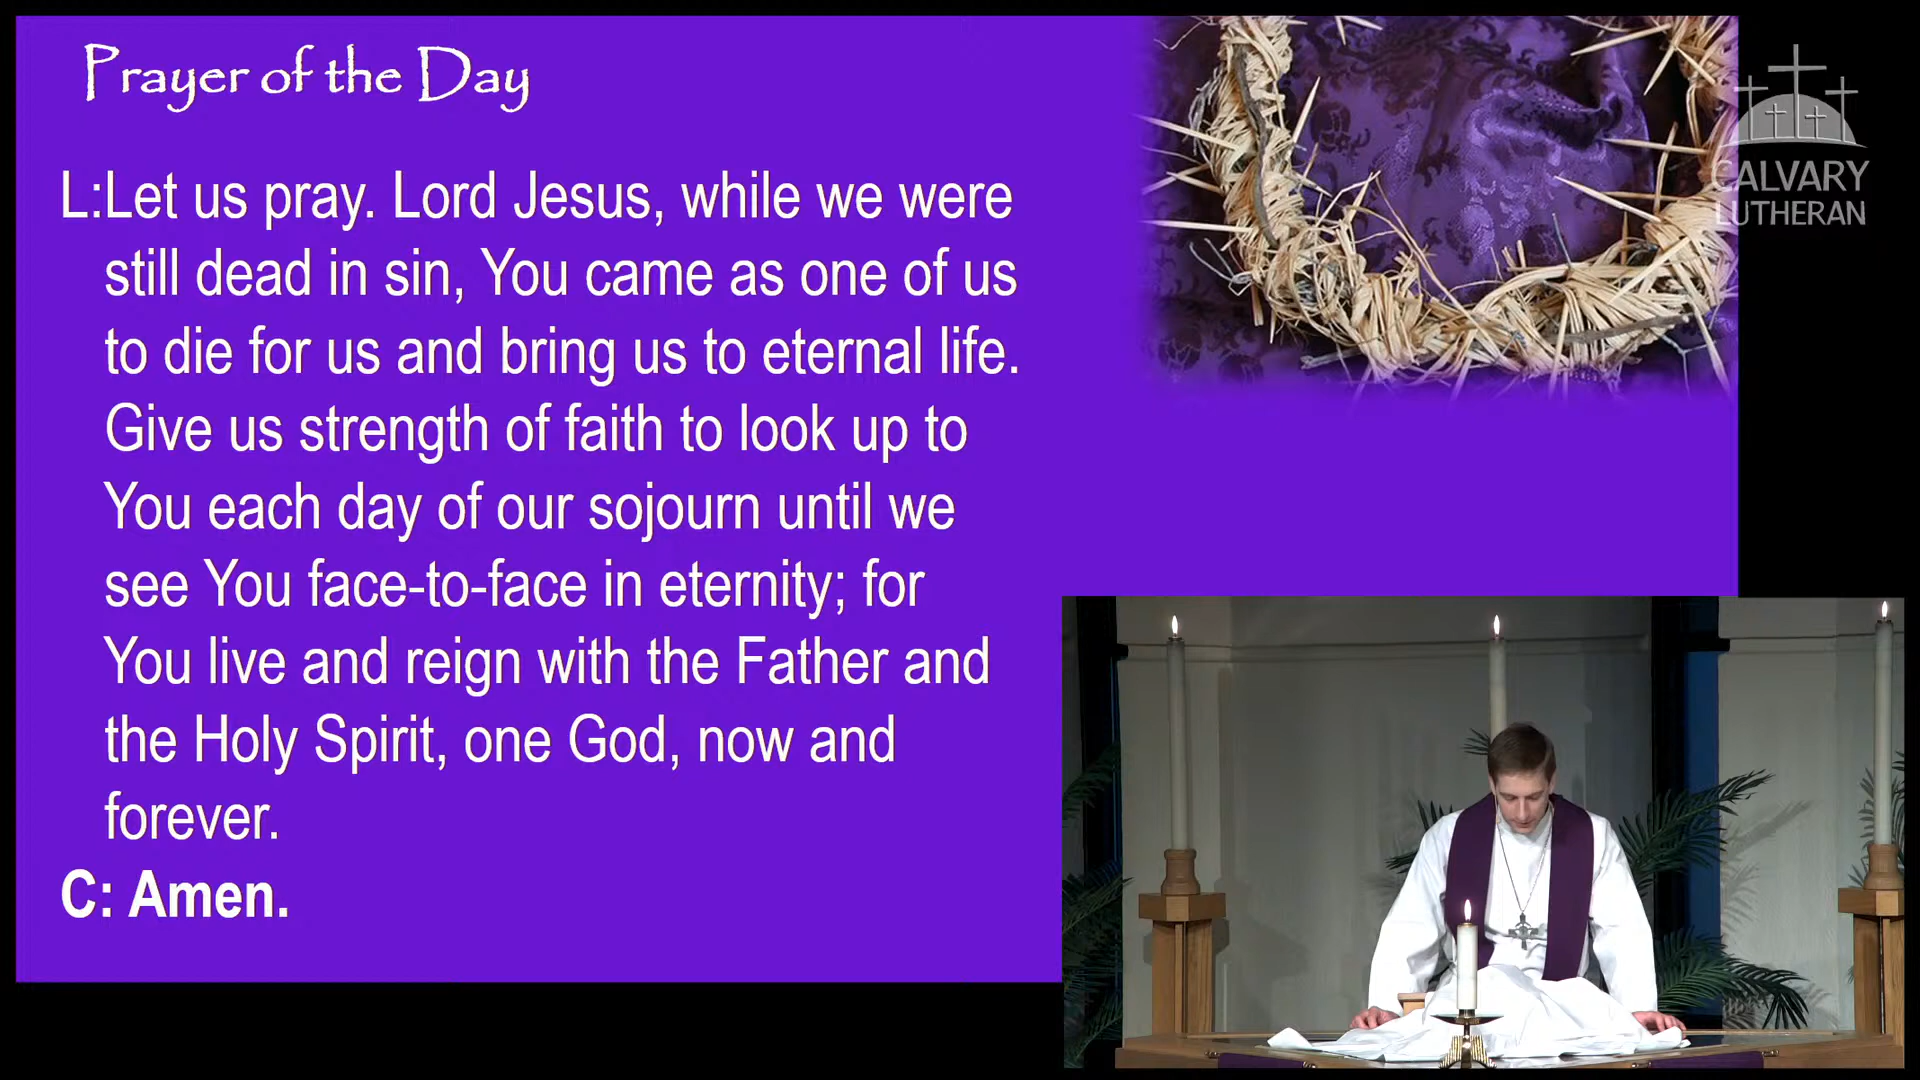 Prayer of the Day
L:Let us pray. Lord Jesus, while we were
still dead in sin, You came as one of us
to die for us and bring us to eternal life.
Give us strength of faith to look up to
You each day of our sojourn until we
see You face-to-face in eternity; for
You live and reign with the Father and
the Holy Spirit, one God, now and
forever.
C: Amen.
CALVARY
LUTHERAN